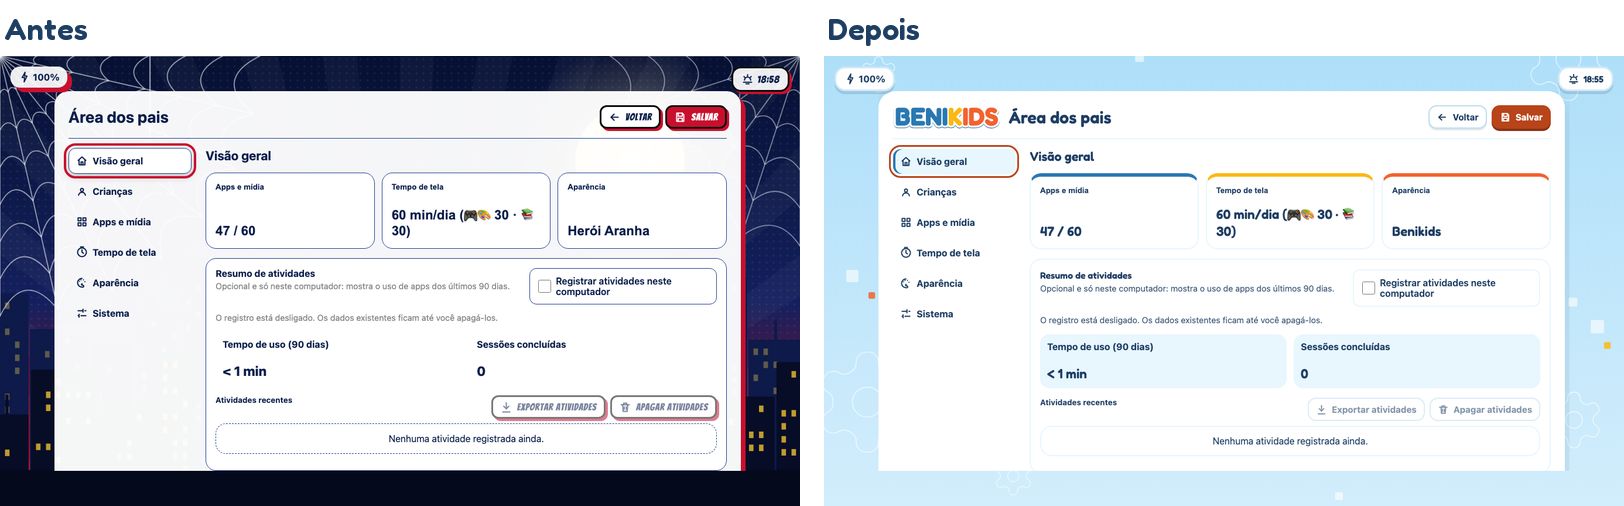 Antes
100%
18:58
Área dos pais
VOLTAR
SALVAR
Visão geral
Crianças
Apps e mídia
Tempo de tela
Aparência
Sistema
Visão geral
Apps e mídia
47 / 60
Tempo de tela
60 min/dia (🎮🎨 30 · 📚
30)
Aparência
Herói Aranha
Resumo de atividades
Opcional e só neste computador: mostra o uso de apps dos últimos 90 dias.
Registrar atividades neste
computador
O registro está desligado. Os dados existentes ficam até você apagá-los.
Tempo de uso (90 dias)
< 1 min
Sessões concluídas
0
Atividades recentes
EXPORTAR ATIVIDADES
APAGAR ATIVIDADES
Nenhuma atividade registrada ainda.
Depois
100%
18:55
BENIKIDS
Área dos pais
Voltar
Salvar
Visão geral
Crianças
Apps e mídia
Tempo de tela
Aparência
Sistema
Visão geral
Apps e mídia
47 / 60
Tempo de tela
60 min/dia (🎮🎨 30 · 📚
30)
Aparência
Benikids
Resumo de atividades
Opcional e só neste computador: mostra o uso de apps dos últimos 90 dias.
Registrar atividades neste
computador
O registro está desligado. Os dados existentes ficam até você apagá-los.
Tempo de uso (90 dias)
< 1 min
Sessões concluídas
0
Atividades recentes
Exportar atividades
Apagar atividades
Nenhuma atividade registrada ainda.